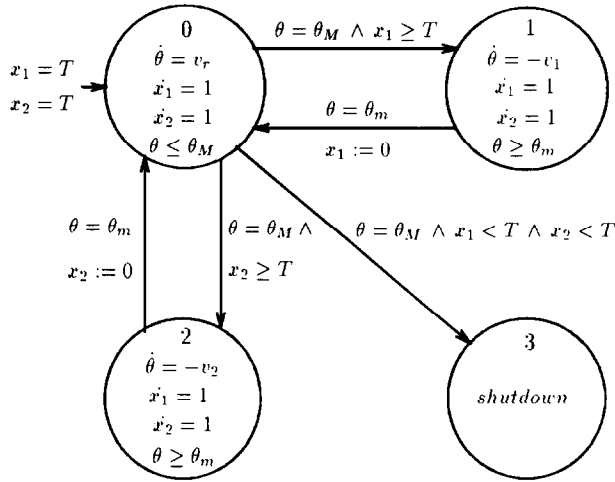 0
θ̇ = v_r
ẋ_1 = 1
ẋ_2 = 1
θ ≤ θ_M
x_1 = T
x_2 = T
θ = θ_M ∧ x_1 ≥ T
1
θ̇ = −v_1
ẋ_1 = 1
ẋ_2 = 1
θ ≥ θ_m
θ = θ_m
x_1 := 0
θ = θ_m
x_2 := 0
θ = θ_M ∧
x_2 ≥ T
θ = θ_M ∧ x_1 < T ∧ x_2 < T
2
θ̇ = −v_2
ẋ_1 = 1
ẋ_2 = 1
θ ≥ θ_m
3
shutdown